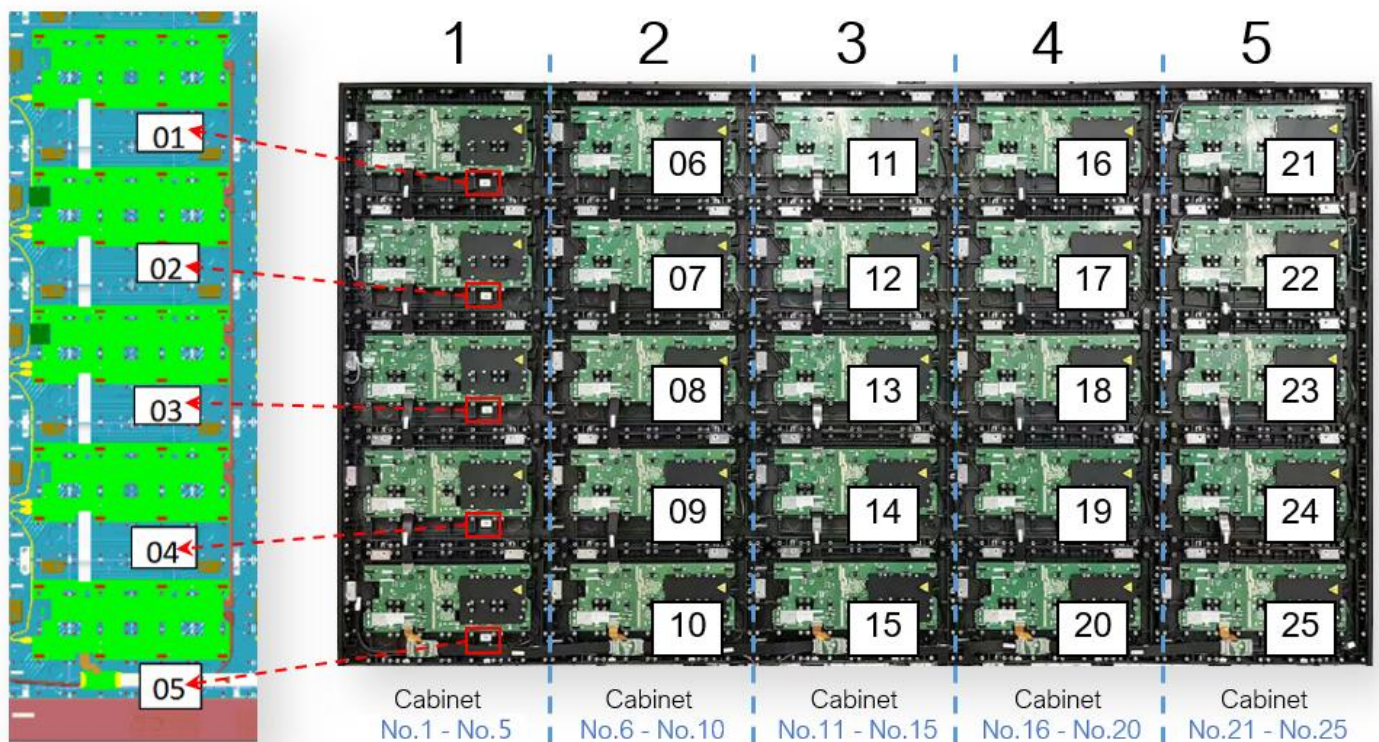 1 2 3 4 5
01
02
03
04
05
06 11 16 21
07 12 17 22
08 13 18 23
09 14 19 24
10 15 20 25
Cabinet Cabinet Cabinet Cabinet Cabinet
No.1 - No.5 No.6 - No.10 No.11 - No.15 No.16 - No.20 No.21 - No.25